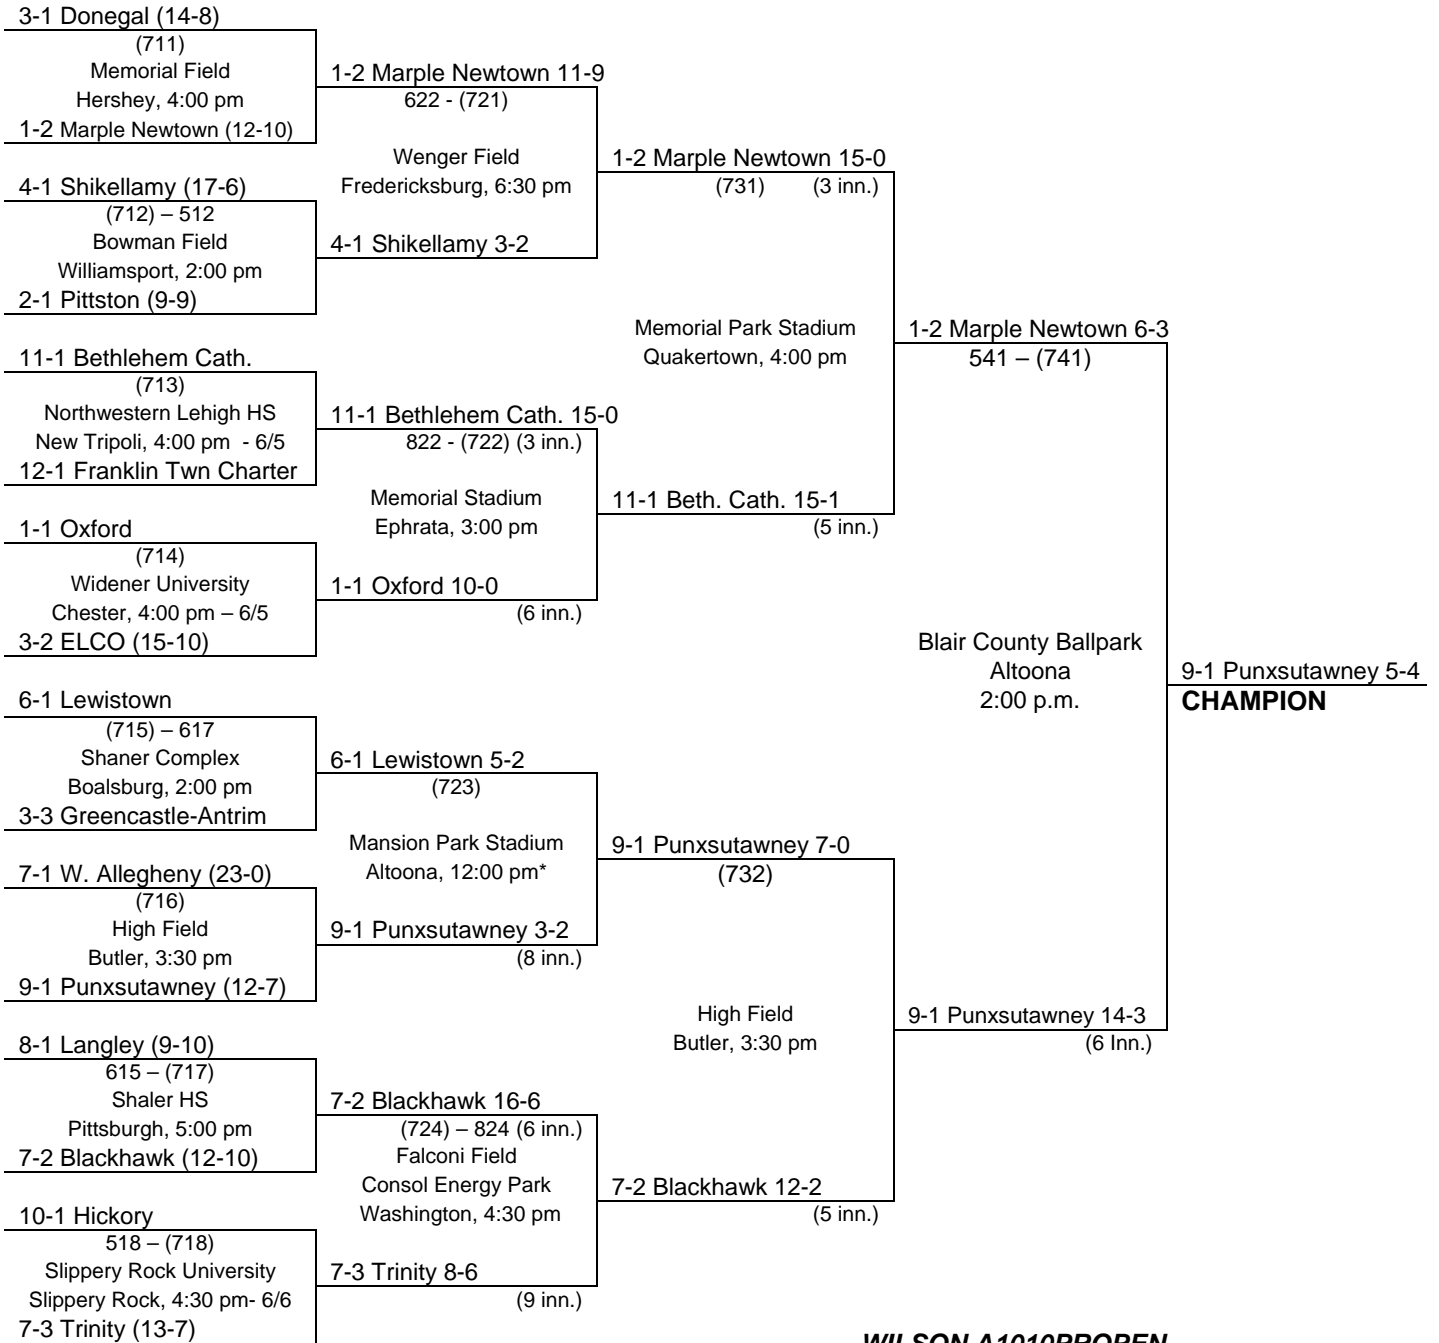 3-1 Donegal (14-8)
(711)
Memorial Field
Hershey, 4:00 pm
1-2 Marple Newtown (12-10)
4-1 Shikellamy (17-6)
(712) – 512
Bowman Field
Williamsport, 2:00 pm
2-1 Pittston (9-9)
11-1 Bethlehem Cath.
(713)
Northwestern Lehigh HS
New Tripoli, 4:00 pm - 6/5
12-1 Franklin Twn Charter
1-1 Oxford
(714)
Widener University
Chester, 4:00 pm – 6/5
3-2 ELCO (15-10)
6-1 Lewistown
(715) – 617
Shaner Complex
Boalsburg, 2:00 pm
3-3 Greencastle-Antrim
7-1 W. Allegheny (23-0)
(716)
High Field
Butler, 3:30 pm
9-1 Punxsutawney (12-7)
8-1 Langley (9-10)
615 – (717)
Shaler HS
Pittsburgh, 5:00 pm
7-2 Blackhawk (12-10)
10-1 Hickory
518 – (718)
Slippery Rock University
Slippery Rock, 4:30 pm- 6/6
7-3 Trinity (13-7)
1-2 Marple Newtown 11-9
622 - (721)
Wenger Field
Fredericksburg, 6:30 pm
4-1 Shikellamy 3-2
11-1 Bethlehem Cath. 15-0
822 - (722) (3 inn.)
Memorial Stadium
Ephrata, 3:00 pm
1-1 Oxford 10-0
(6 inn.)
6-1 Lewistown 5-2
(723)
Mansion Park Stadium
Altoona, 12:00 pm*
9-1 Punxsutawney 3-2
(8 inn.)
7-2 Blackhawk 16-6
(724) – 824 (6 inn.)
Falconi Field
Consol Energy Park
Washington, 4:30 pm
7-3 Trinity 8-6
(9 inn.)
1-2 Marple Newtown 15-0
(731) (3 inn.)
Memorial Park Stadium
Quakertown, 4:00 pm
11-1 Beth. Cath. 15-1
(5 inn.)
9-1 Punxsutawney 7-0
(732)
High Field
Butler, 3:30 pm
7-2 Blackhawk 12-2
(5 inn.)
1-2 Marple Newtown 6-3
541 – (741)
Blair County Ballpark
Altoona
2:00 p.m.
9-1 Punxsutawney 14-3
(6 Inn.)
9-1 Punxsutawney 5-4
CHAMPION
WILSON A1010PROPEN